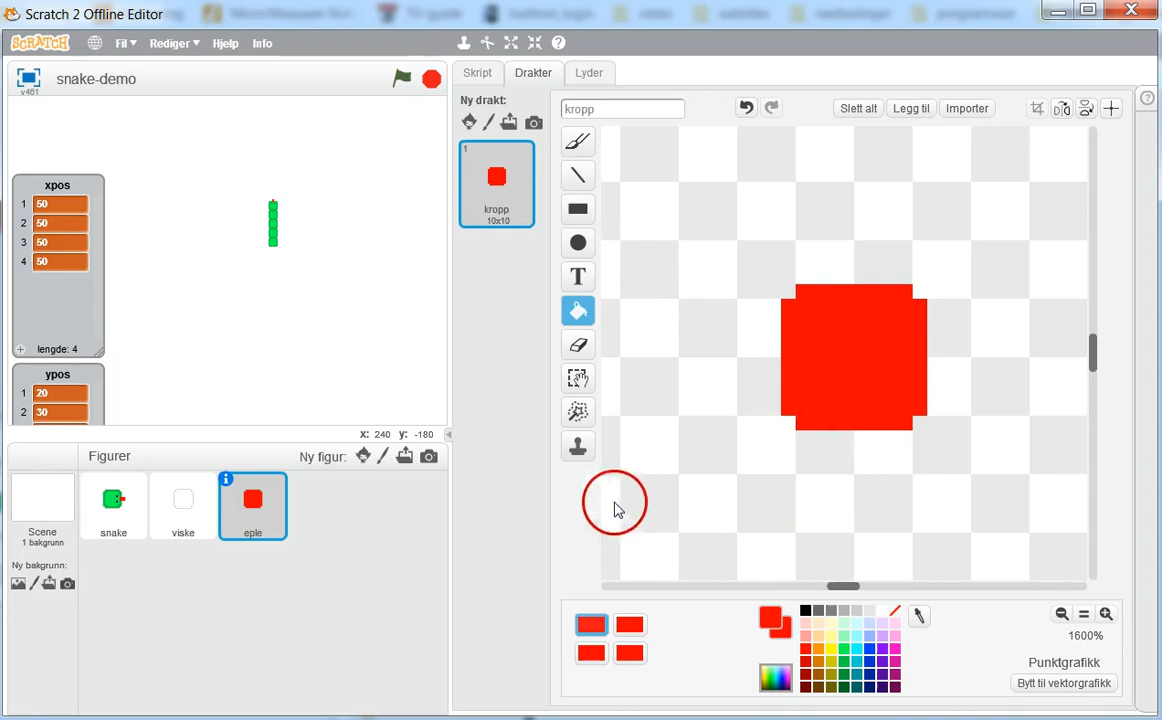 Scratch 2 Offline Editor
SCRATCH
Fil
Rediger
Hjelp
Info
snake-demo
v461
Skript
Drakter
Lyder
Ny drakt:
kropp
Slett alt
Legg til
Importer
1
kropp
10x10
xpos
1 50
2 50
3 50
4 50
+ lengde: 4
ypos
1 20
2 30
T
x: 240 y: -180
Figurer
Ny figur:
Scene
1 bakgrunn
Ny bakgrunn:
snake
viske
eple
1600%
Punktgrafikk
Bytt til vektorgrafikk